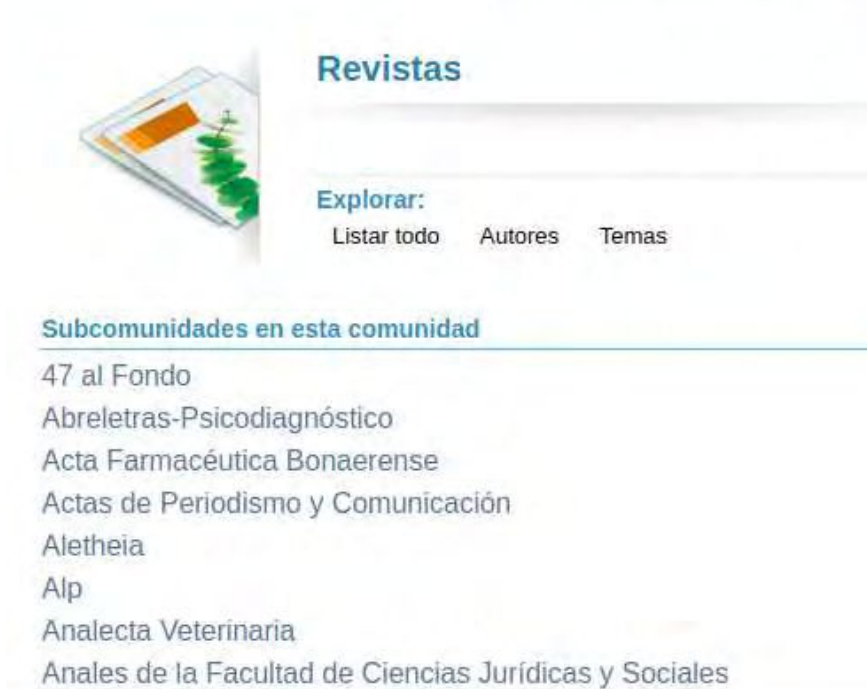 Revistas
Explorar:
Listar todo Autores Temas
Subcomunidades en esta comunidad
47 al Fondo
Abreletras-Psicodiagnóstico
Acta Farmacéutica Bonaerense
Actas de Periodismo y Comunicación
Aletheia
Alp
Analecta Veterinaria
Anales de la Facultad de Ciencias Jurídicas y Sociales